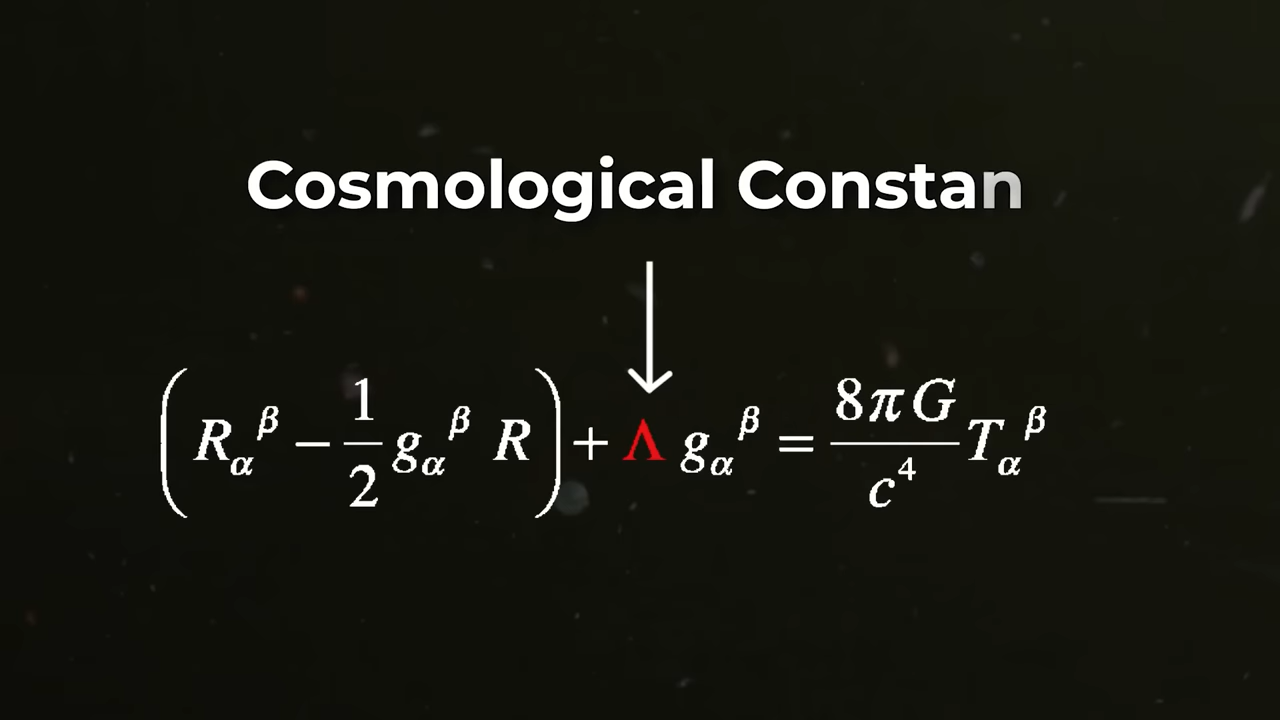 Cosmological Constan
( R_α^β − 1/2 g_α^β R ) + Λ g_α^β = 8πG/c^4 T_α^β